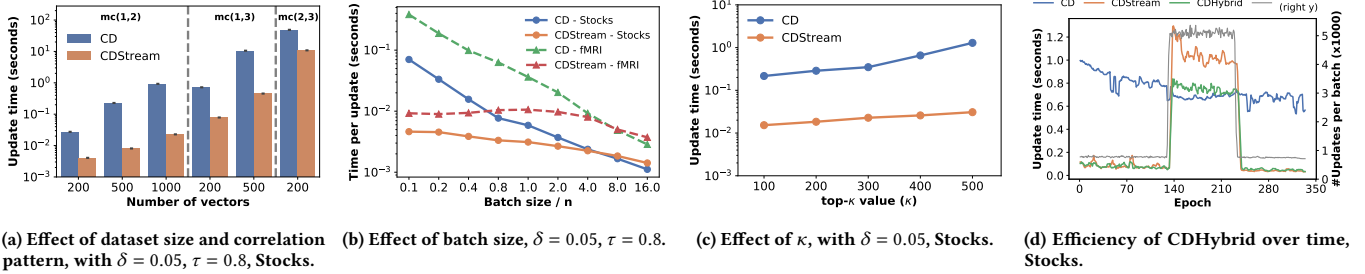 mc(1,2) mc(1,3) mc(2,3)
CD
CDStream
Update time (seconds)
10² 10¹ 10⁰ 10⁻¹ 10⁻² 10⁻³
200 500 1000 200 500 200
Number of vectors
(a) Effect of dataset size and correlation
pattern, with δ = 0.05, τ = 0.8, Stocks.
CD - Stocks
CDStream - Stocks
CD - fMRI
CDStream - fMRI
Time per update (seconds)
10⁻¹ 10⁻² 10⁻³
0.1 0.2 0.4 0.8 1.0 2.0 4.0 8.0 16.0
Batch size / n
(b) Effect of batch size, δ = 0.05, τ = 0.8.
CD
CDStream
Update time (seconds)
10¹ 10⁰ 10⁻¹ 10⁻² 10⁻³
100 200 300 400 500
top-κ value (κ)
(c) Effect of κ, with δ = 0.05, Stocks.
CD CDStream CDHybrid
(right y)
Update time (seconds)
1.2 1.0 0.8 0.6 0.4 0.2 0.0
5 4 3 2 1 0
#Updates per batch (x1000)
0 70 140 210 280 350
Epoch
(d) Efficiency of CDHybrid over time,
Stocks.